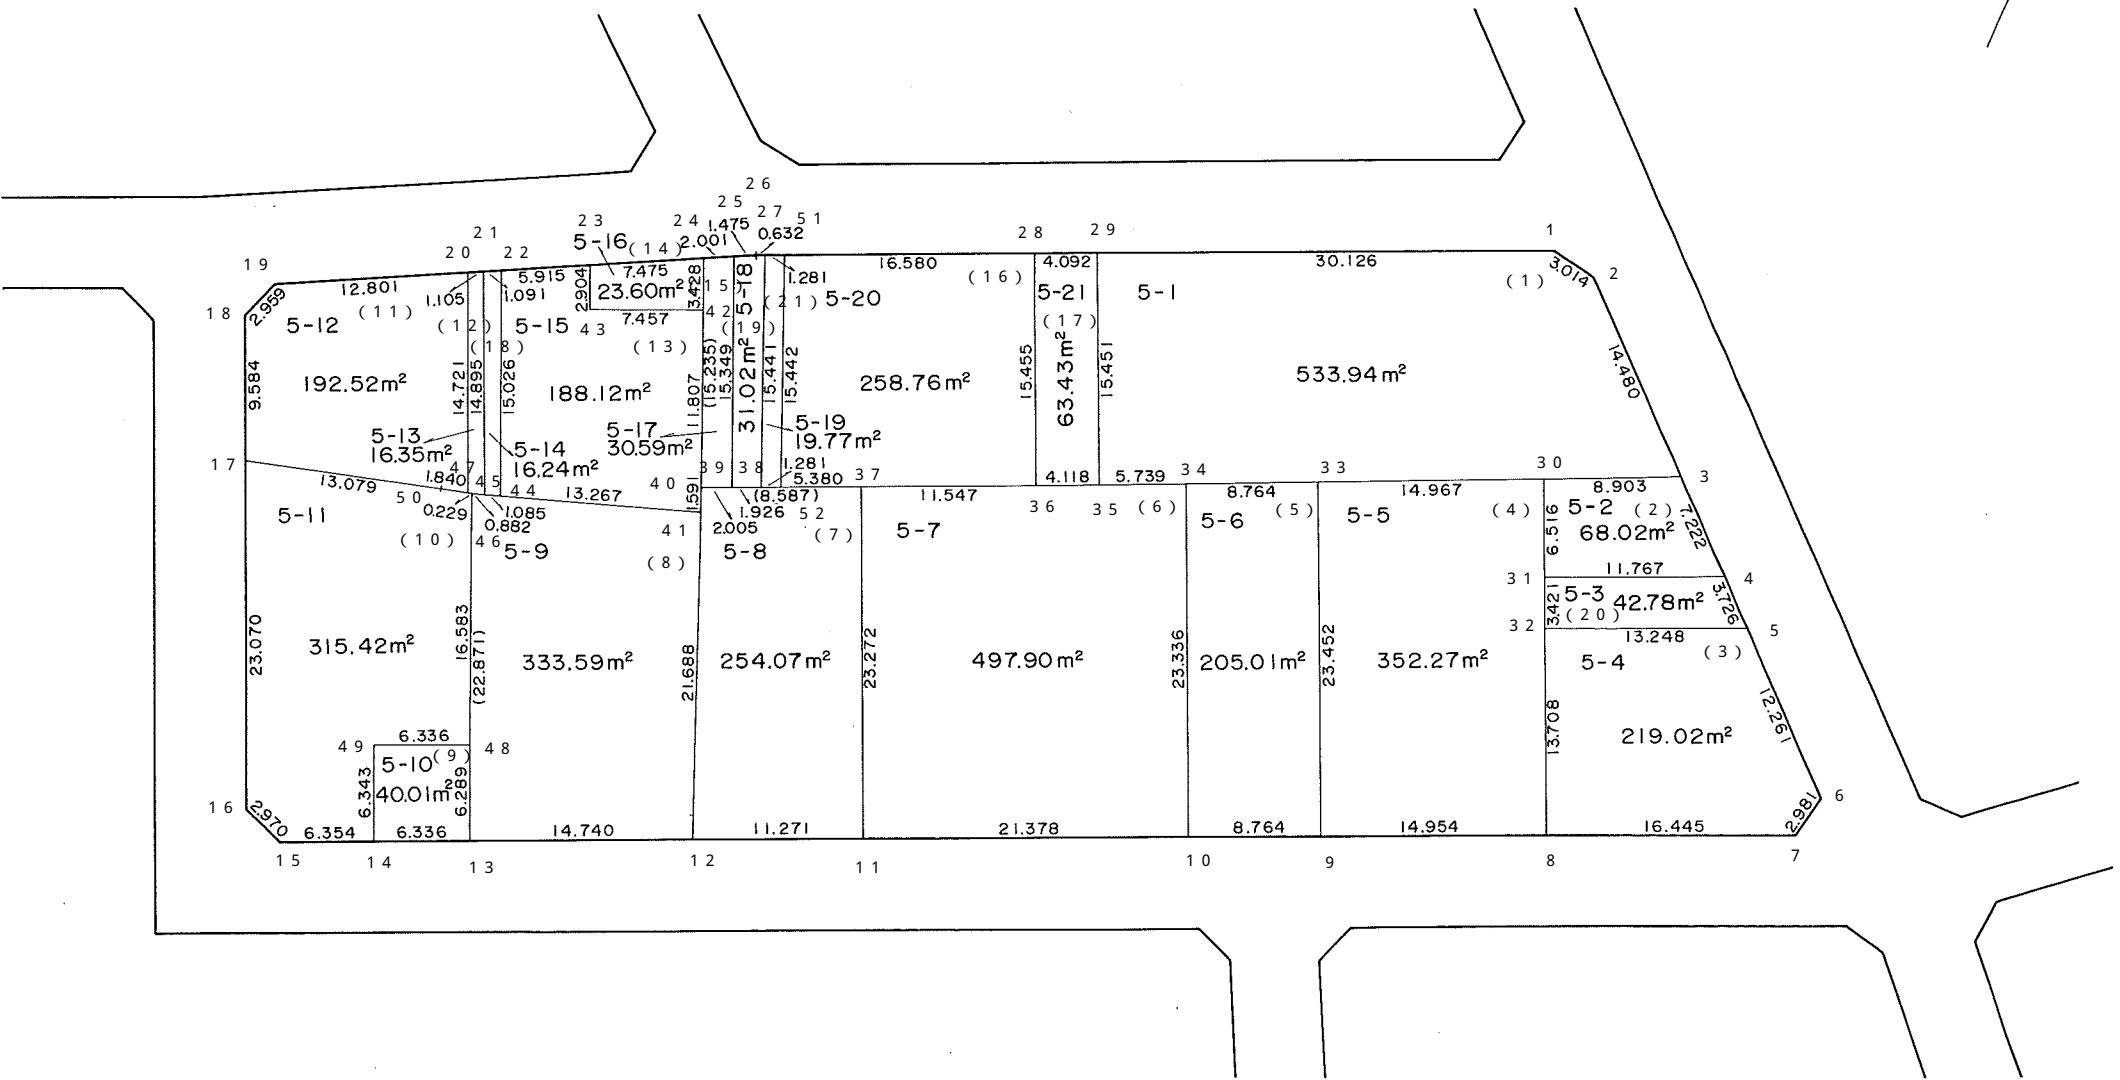 26
25
23 24 1.475 27 51
21 5-16 (14) 2.001 0.632 28 29 1
20 22
19 5.915 7.475 16.580 (16) 4.092 30.126 (1) 3.014 2
12.801 1.105 1.091 2.904 23.60m² 3.428 (15) 5-18 1.281
18 2.959 (11) 42 (21) 5-20 5-21 5-1
5-12 (12) 5-15 43 7.457 (19) (17)
(18) (13)
9.584 192.52m² 14.721 14.895 15.026 188.12m² 11.807 (15.235) 15.349 31.02m² 15.441 15.442 258.76m² 15.455 63.43m² 15.451 533.94m² 14.480
5-13 5-17 5-19
16.35m² 5-14 30.59m² 19.77m²
17 47 16.24m² 39 38 1.281 37 34 33 30 3
13.079 1.840 45 44 13.267 40 1.591 5.380 4.118 5.739 8.764 14.967 8.903
50 (8.587) 11.547
5-11 0.229 1.085 1.926 52 36 35 (6) (5) 5-5 (4) 5-2 (2) 7.222
0.882 2.005 5-6
(10) 46 5-9 41 5-8 (7) 5-7 6.516 68.02m²
(8)
31 11.767 4
3.421 5-3 42.78m² 3.726
32 (20) 5
13.248
23.070 315.42m² 16.583 (22.871) 333.59m² 21.688 254.07m² 23.272 497.90m² 23.336 205.01m² 23.452 352.27m² 5-4 (3)
13.708 12.261
219.02m²
49 6.336 48
5-10 (9)
16 6.343 40.01m² 6.289 6
2.970 6.354 6.336 14.740 11.271 21.378 8.764 14.954 16.445 2.981
15 14 13 12 11 10 9 8 7